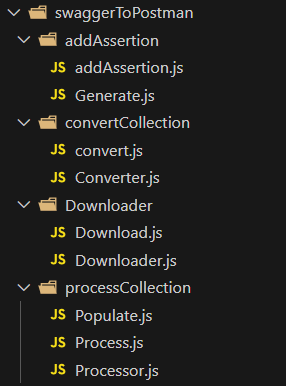 swaggerToPostman
addAssertion
JS addAssertion.js
JS Generate.js
convertCollection
JS convert.js
JS Converter.js
Downloader
JS Download.js
JS Downloader.js
processCollection
JS Populate.js
JS Process.js
JS Processor.js